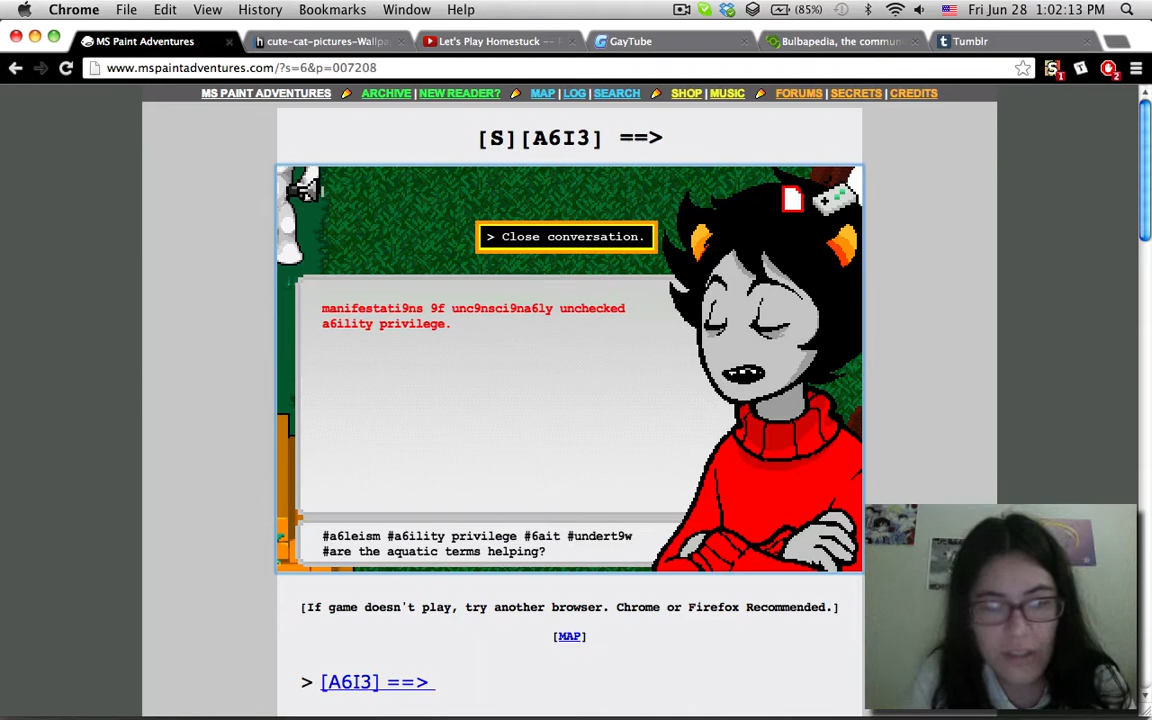 Chrome File Edit View History Bookmarks Window Help (85%) Fri Jun 28 1:02:13 PM
MS Paint Adventures cute-cat-pictures-Wallpa Let's Play Homestuck — GayTube Bulbapedia, the commun Tumblr
www.mspaintadventures.com/?s=6&p=007208
MS PAINT ADVENTURES ARCHIVE | NEW READER? MAP | LOG | SEARCH SHOP | MUSIC FORUMS | SECRETS | CREDITS
[S][A6I3] ==>
> Close conversation.
manifestati9ns 9f unc9nsci9na6ly unchecked
a6ility privilege.
#a6leism #a6ility privilege #6ait #undert9w
#are the aquatic terms helping?
[If game doesn't play, try another browser. Chrome or Firefox Recommended.]
[MAP]
> [A6I3] ==>